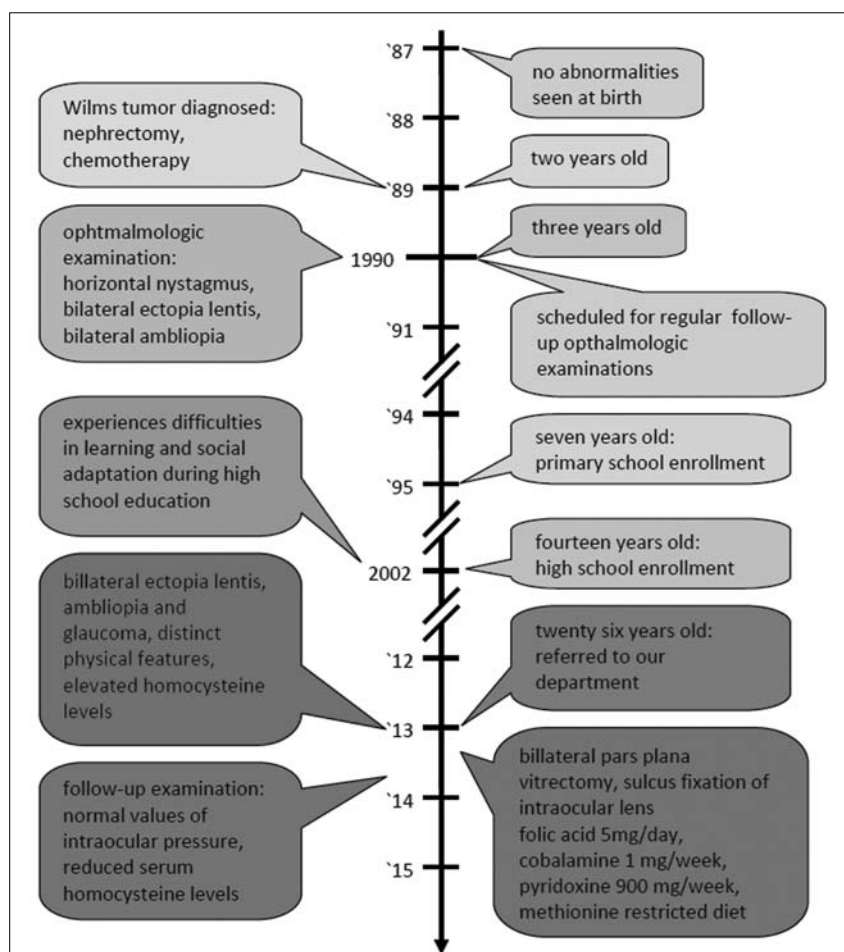 `87
no abnormalities
seen at birth
Wilms tumor diagnosed:
nephrectomy,
chemotherapy
`88
two years old
`89
three years old
ophtmalmologic
examination:
horizontal nystagmus,
bilateral ectopia lentis,
bilateral ambliopia
1990
scheduled for regular follow-
up opthalmologic
examinations
`91
`94
experiences difficulties
in learning and social
adaptation during high
school education
seven years old:
primary school enrollment
`95
fourteen years old:
high school enrollment
2002
billateral ectopia lentis,
ambliopia and
glaucoma, distinct
physical features,
elevated homocysteine
levels
twenty six years old:
referred to our
department
`12
`13
billateral pars plana
vitrectomy, sulcus fixation of
intraocular lens
folic acid 5mg/day,
cobalamine 1 mg/week,
pyridoxine 900 mg/week,
methionine restricted diet
follow-up examination:
normal values of
intraocular pressure,
reduced serum
homocysteine levels
`14
`15